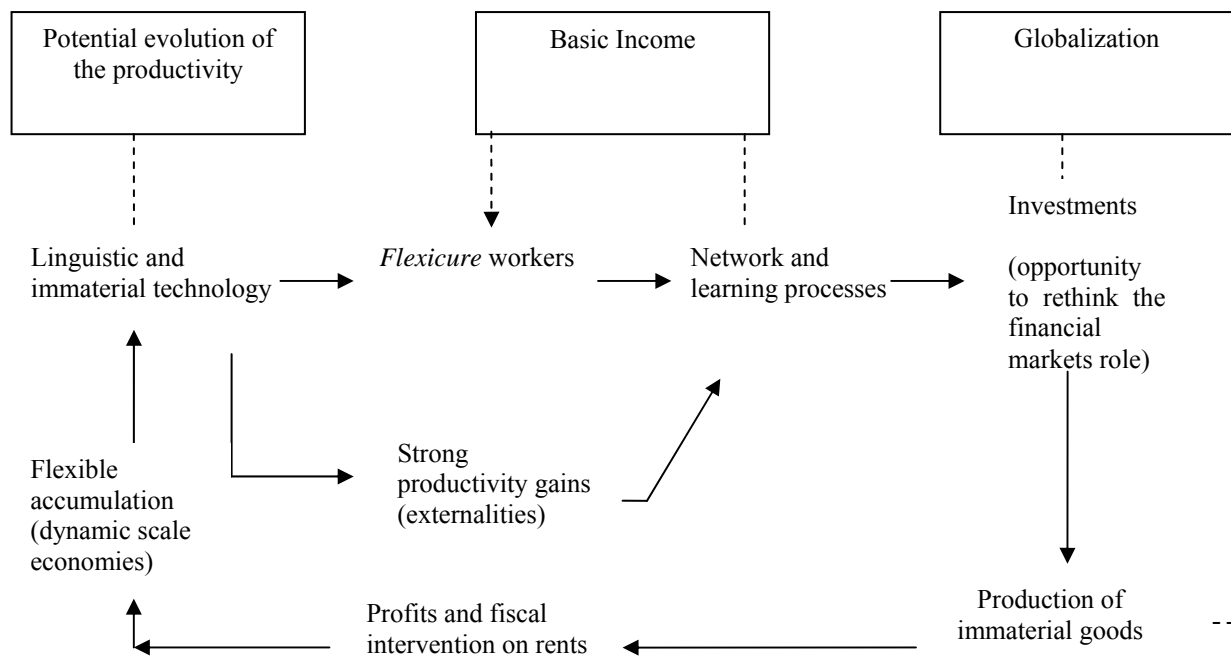 Potential evolution of
the productivity
Basic Income
Globalization
Linguistic and
immaterial technology
Flexicure workers
Network and
learning processes
Investments
(opportunity
to rethink the
financial
markets role)
Flexible
accumulation
(dynamic scale
economies)
Strong
productivity gains
(externalities)
Profits and fiscal
intervention on rents
Production of
immaterial goods